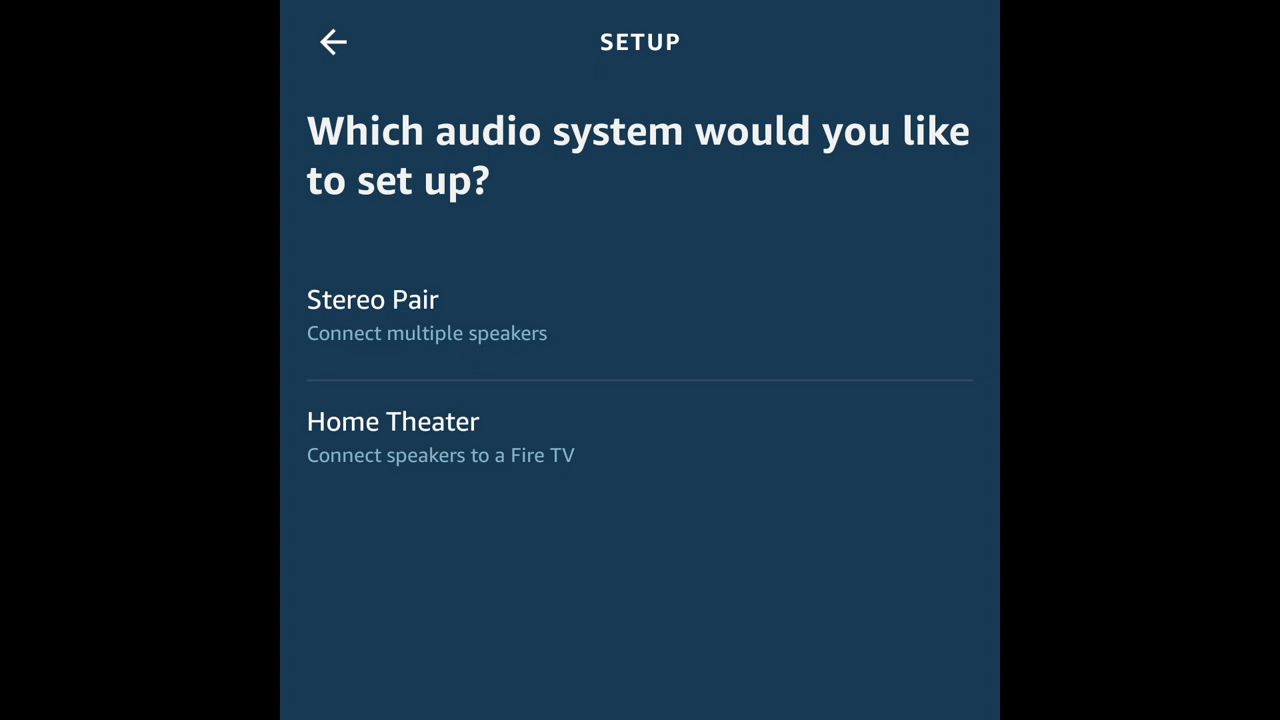 SETUP
Which audio system would you like
to set up?
Stereo Pair
Connect multiple speakers
Home Theater
Connect speakers to a Fire TV